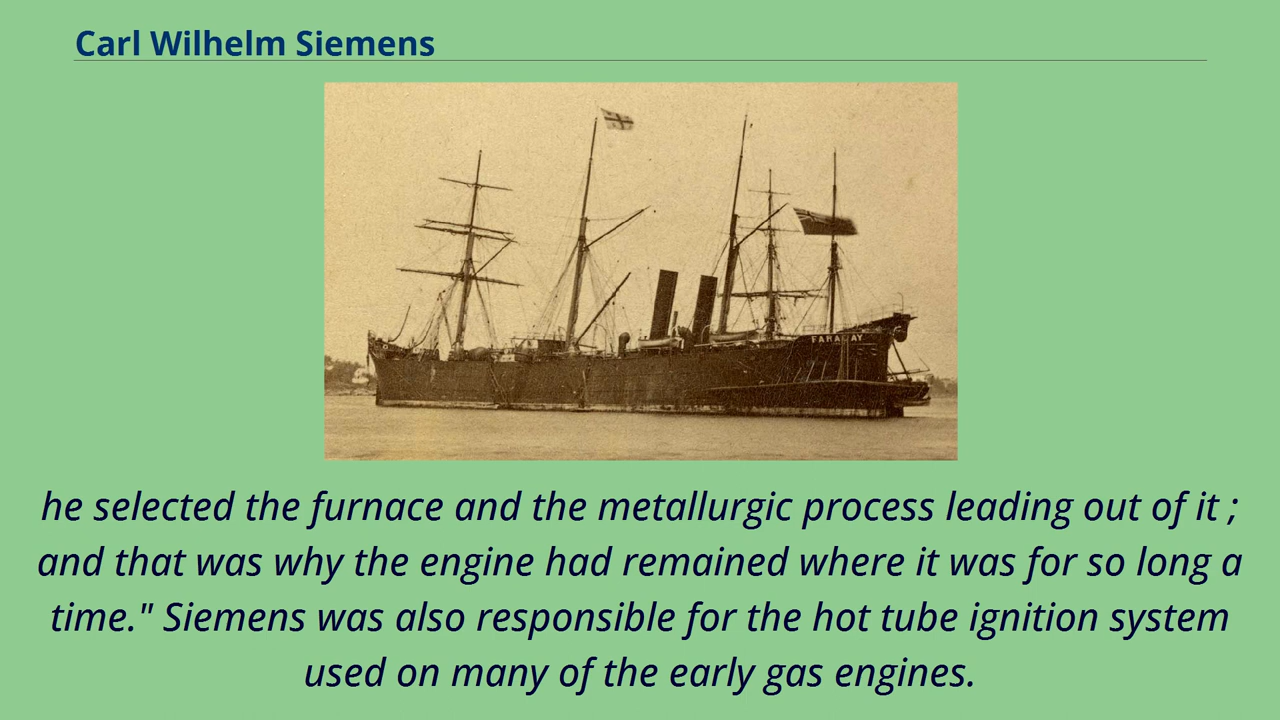 Carl Wilhelm Siemens
FARADAY
he selected the furnace and the metallurgic process leading out of it ;
and that was why the engine had remained where it was for so long a
time." Siemens was also responsible for the hot tube ignition system
used on many of the early gas engines.